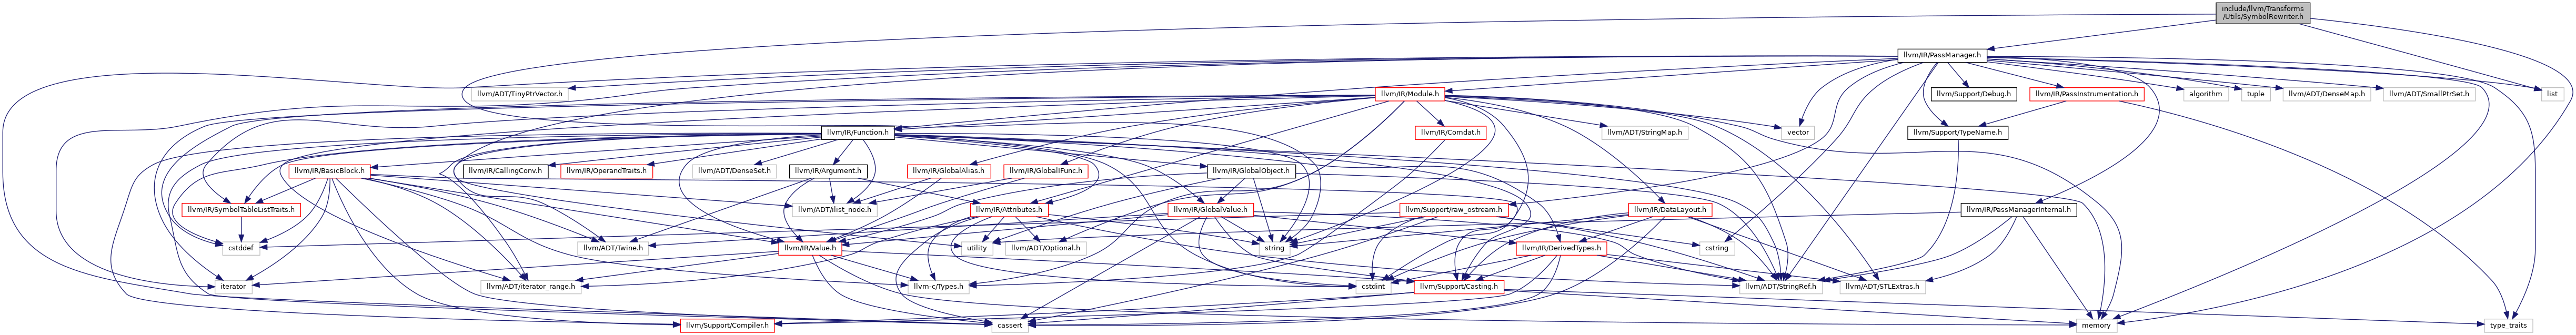 include/llvm/Transforms
/Utils/SymbolRewriter.h
llvm/IR/PassManager.h
llvm/ADT/TinyPtrVector.h
llvm/IR/Module.h
llvm/Support/Debug.h
llvm/IR/PassInstrumentation.h
algorithm
tuple
llvm/ADT/DenseMap.h
llvm/ADT/SmallPtrSet.h
list
llvm/IR/Function.h
llvm/IR/Comdat.h
llvm/ADT/StringMap.h
vector
llvm/Support/TypeName.h
llvm/IR/BasicBlock.h
llvm/IR/CallingConv.h
llvm/IR/OperandTraits.h
llvm/ADT/DenseSet.h
llvm/IR/Argument.h
llvm/IR/GlobalAlias.h
llvm/IR/GlobalIFunc.h
llvm/IR/GlobalObject.h
llvm/IR/SymbolTableListTraits.h
llvm/ADT/ilist_node.h
llvm/IR/Attributes.h
llvm/IR/GlobalValue.h
llvm/Support/raw_ostream.h
llvm/IR/DataLayout.h
llvm/IR/PassManagerInternal.h
cstddef
llvm/ADT/Twine.h
llvm/IR/Value.h
utility
llvm/ADT/Optional.h
string
llvm/IR/DerivedTypes.h
cstring
iterator
llvm/ADT/iterator_range.h
llvm-c/Types.h
cstdint
llvm/Support/Casting.h
llvm/ADT/StringRef.h
llvm/ADT/STLExtras.h
llvm/Support/Compiler.h
cassert
memory
type_traits